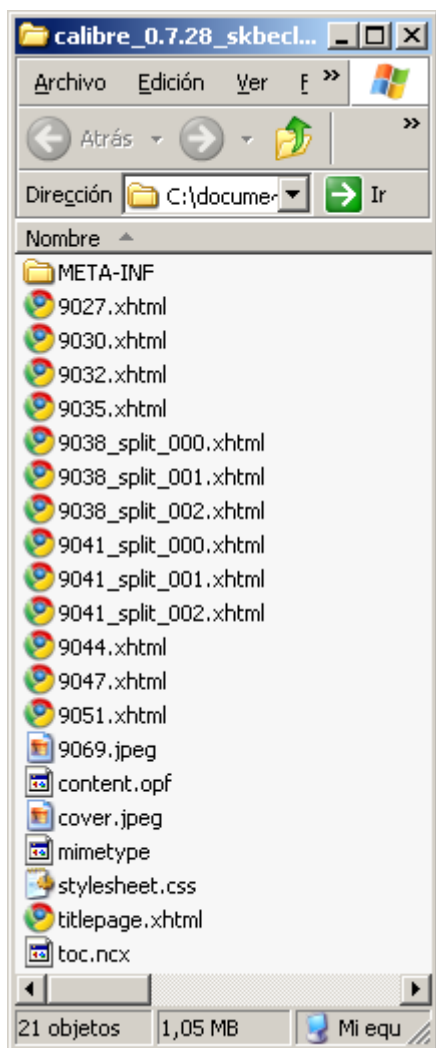 calibre_0.7.28_skbecl...
Archivo Edición Ver F »
Atrás »
Dirección C:\docume Ir
Nombre
META-INF
9027.xhtml
9030.xhtml
9032.xhtml
9035.xhtml
9038_split_000.xhtml
9038_split_001.xhtml
9038_split_002.xhtml
9041_split_000.xhtml
9041_split_001.xhtml
9041_split_002.xhtml
9044.xhtml
9047.xhtml
9051.xhtml
9069.jpeg
content.opf
cover.jpeg
mimetype
stylesheet.css
titlepage.xhtml
toc.ncx
21 objetos 1,05 MB Mi equ